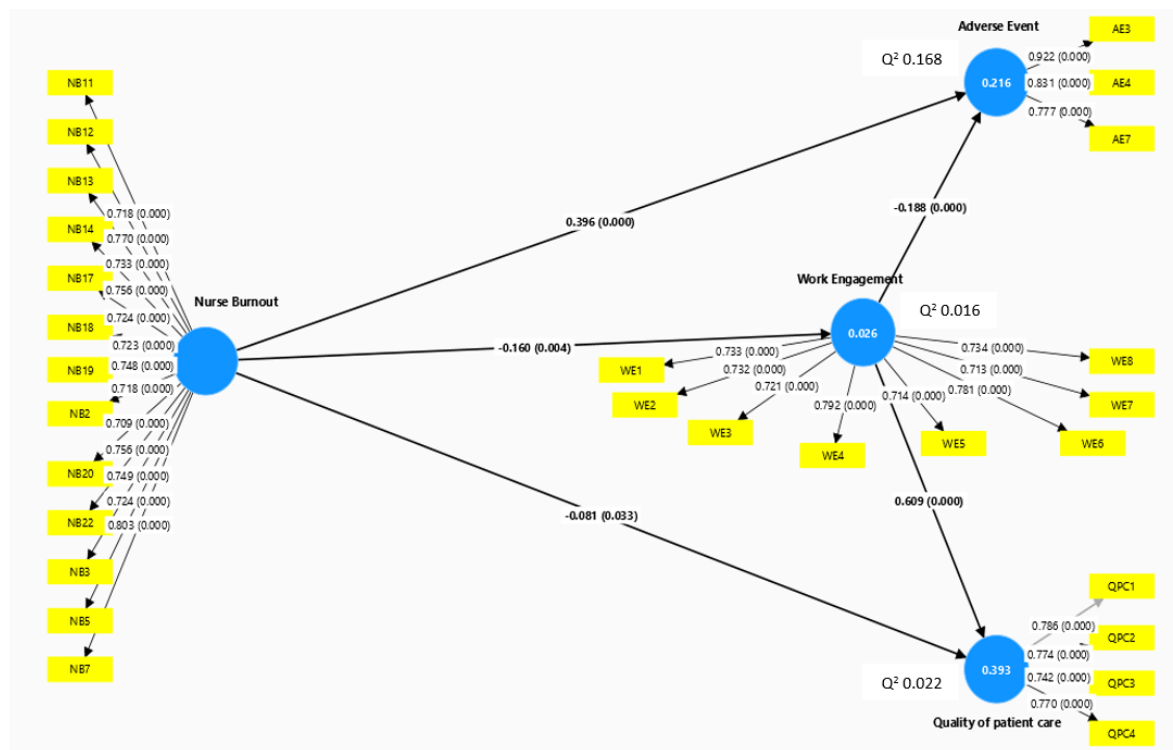 Adverse Event
Q² 0.168
0.216
0.922 (0.000)
0.831 (0.000)
0.777 (0.000)
AE3
AE4
AE7
NB11
NB12
NB13
NB14
NB17
NB18
NB19
NB2
NB20
NB22
NB3
NB5
NB7
0.718 (0.000)
0.770 (0.000)
0.733 (0.000)
0.756 (0.000)
0.724 (0.000)
0.723 (0.000)
0.748 (0.000)
0.718 (0.000)
0.709 (0.000)
0.756 (0.000)
0.749 (0.000)
0.724 (0.000)
0.803 (0.000)
Nurse Burnout
0.396 (0.000)
-0.188 (0.000)
-0.160 (0.004)
-0.081 (0.033)
0.609 (0.000)
Work Engagement
Q² 0.016
0.026
0.733 (0.000)
0.732 (0.000)
0.721 (0.000)
0.792 (0.000)
0.714 (0.000)
0.781 (0.000)
0.713 (0.000)
0.734 (0.000)
WE1
WE2
WE3
WE4
WE5
WE6
WE7
WE8
Q² 0.022
0.393
0.786 (0.000)
0.774 (0.000)
0.742 (0.000)
0.770 (0.000)
QPC1
QPC2
QPC3
QPC4
Quality of patient care